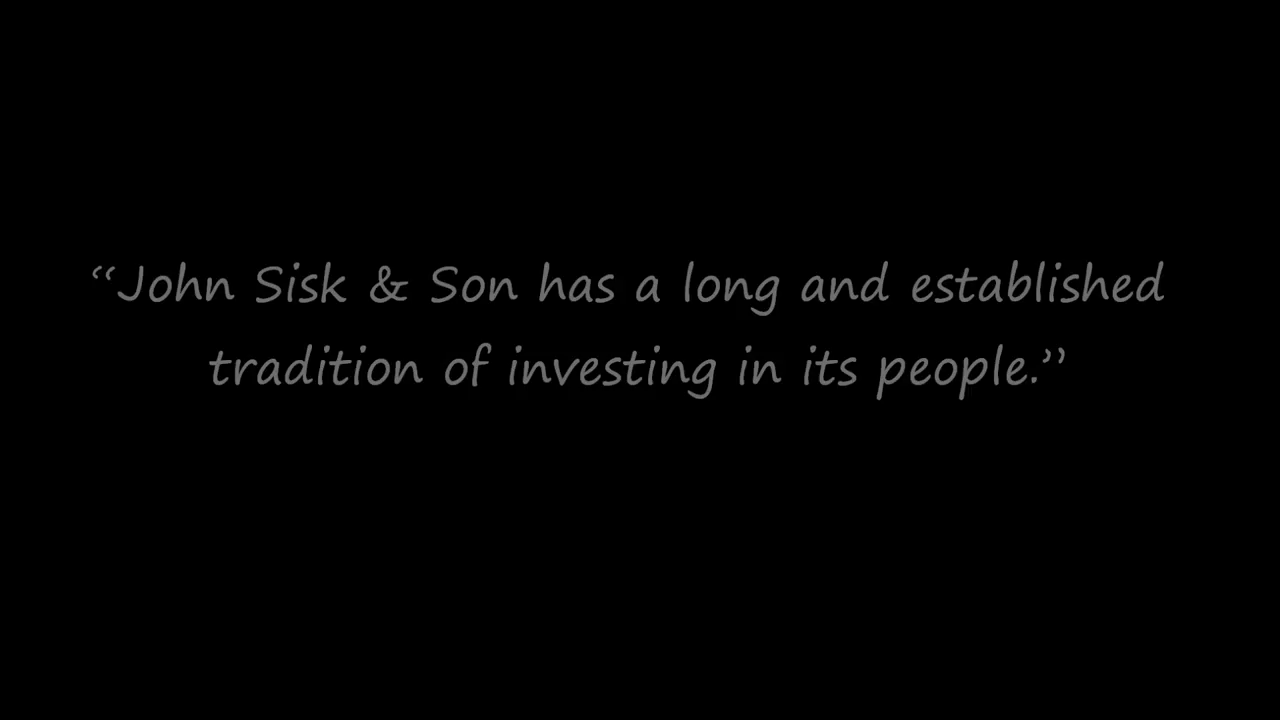 “John Sisk & Son has a long and established
tradition of investing in its people.”